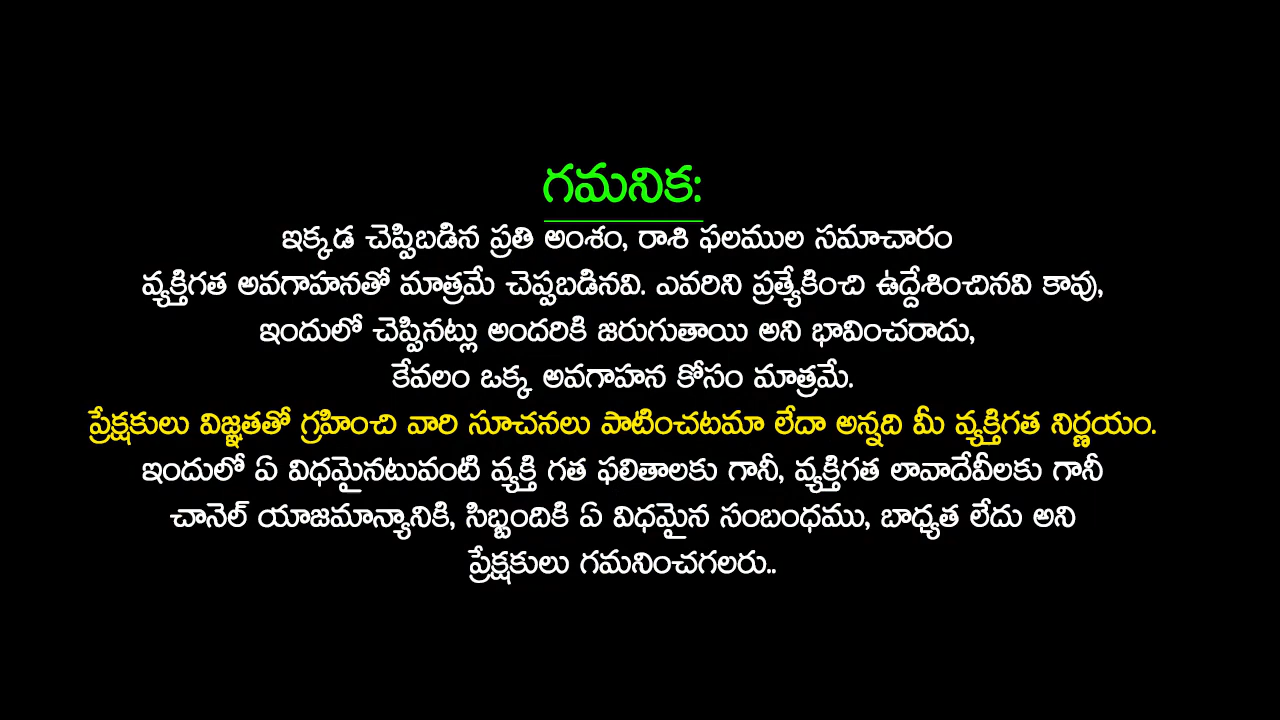 గమనిక:
ఇక్కడ చెప్పిబడిన ప్రతి అంశం, రాశి ఫలముల సమాచారం
వ్యక్తిగత అవగాహనతో మాత్రమే చెప్పబడినవి. ఎవరిని ప్రత్యేకించి ఉద్దేశించినవి కావు,
ఇందులో చెప్పినట్లు అందరికి జరుగుతాయి అని భావించరాదు,
కేవలం ఒక్క అవగాహన కోసం మాత్రమే.
ప్రేక్షకులు విజ్ఞతతో గ్రహించి వారి సూచనలు పాటించటమా లేదా అన్నది మీ వ్యక్తిగత నిర్ణయం.
ఇందులో ఏ విధమైనటువంటి వ్యక్తి గత ఫలితాలకు గానీ, వ్యక్తిగత లావాదేవీలకు గానీ
చానెల్ యాజమాన్యానికి, సిబ్బందికి ఏ విధమైన సంబంధము, బాధ్యత లేదు అని
ప్రేక్షకులు గమనించగలరు..